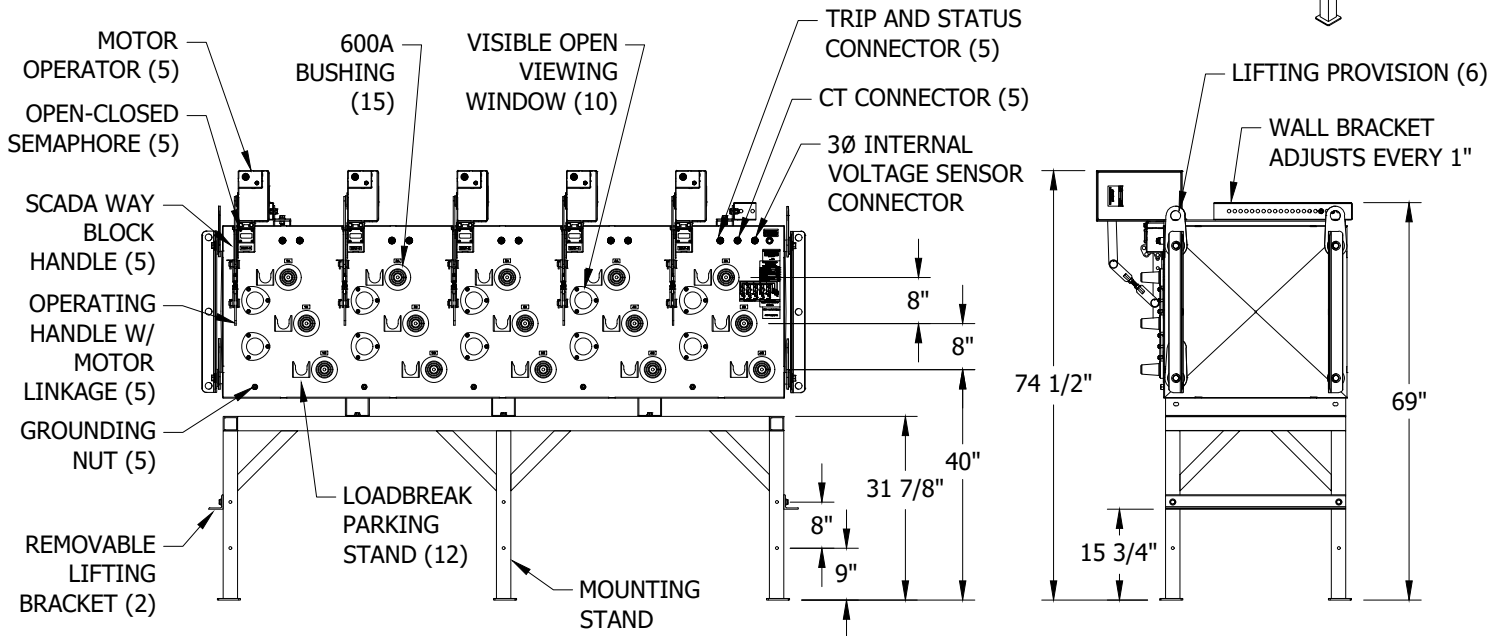 MOTOR
OPERATOR (5)
600A
BUSHING
(15)
VISIBLE OPEN
VIEWING
WINDOW (10)
TRIP AND STATUS
CONNECTOR (5)
CT CONNECTOR (5)
3Ø INTERNAL
VOLTAGE SENSOR
CONNECTOR
LIFTING PROVISION (6)
WALL BRACKET
ADJUSTS EVERY 1"
OPEN-CLOSED
SEMAPHORE (5)
SCADA WAY
BLOCK
HANDLE (5)
OPERATING
HANDLE W/
MOTOR
LINKAGE (5)
GROUNDING
NUT (5)
REMOVABLE
LIFTING
BRACKET (2)
LOADBREAK
PARKING
STAND (12)
MOUNTING
STAND
8"
8"
40"
31 7/8"
8"
9"
74 1/2"
15 3/4"
69"